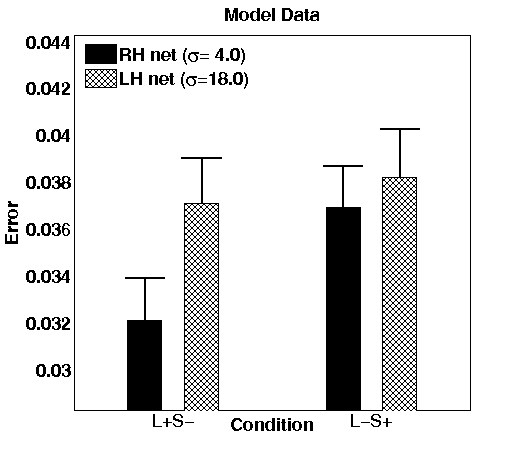 Model Data
0.044
0.042
0.04
0.038
0.036
0.034
0.032
0.03
Error
RH net (σ= 4.0)
LH net (σ=18.0)
L+S−
L−S+
Condition